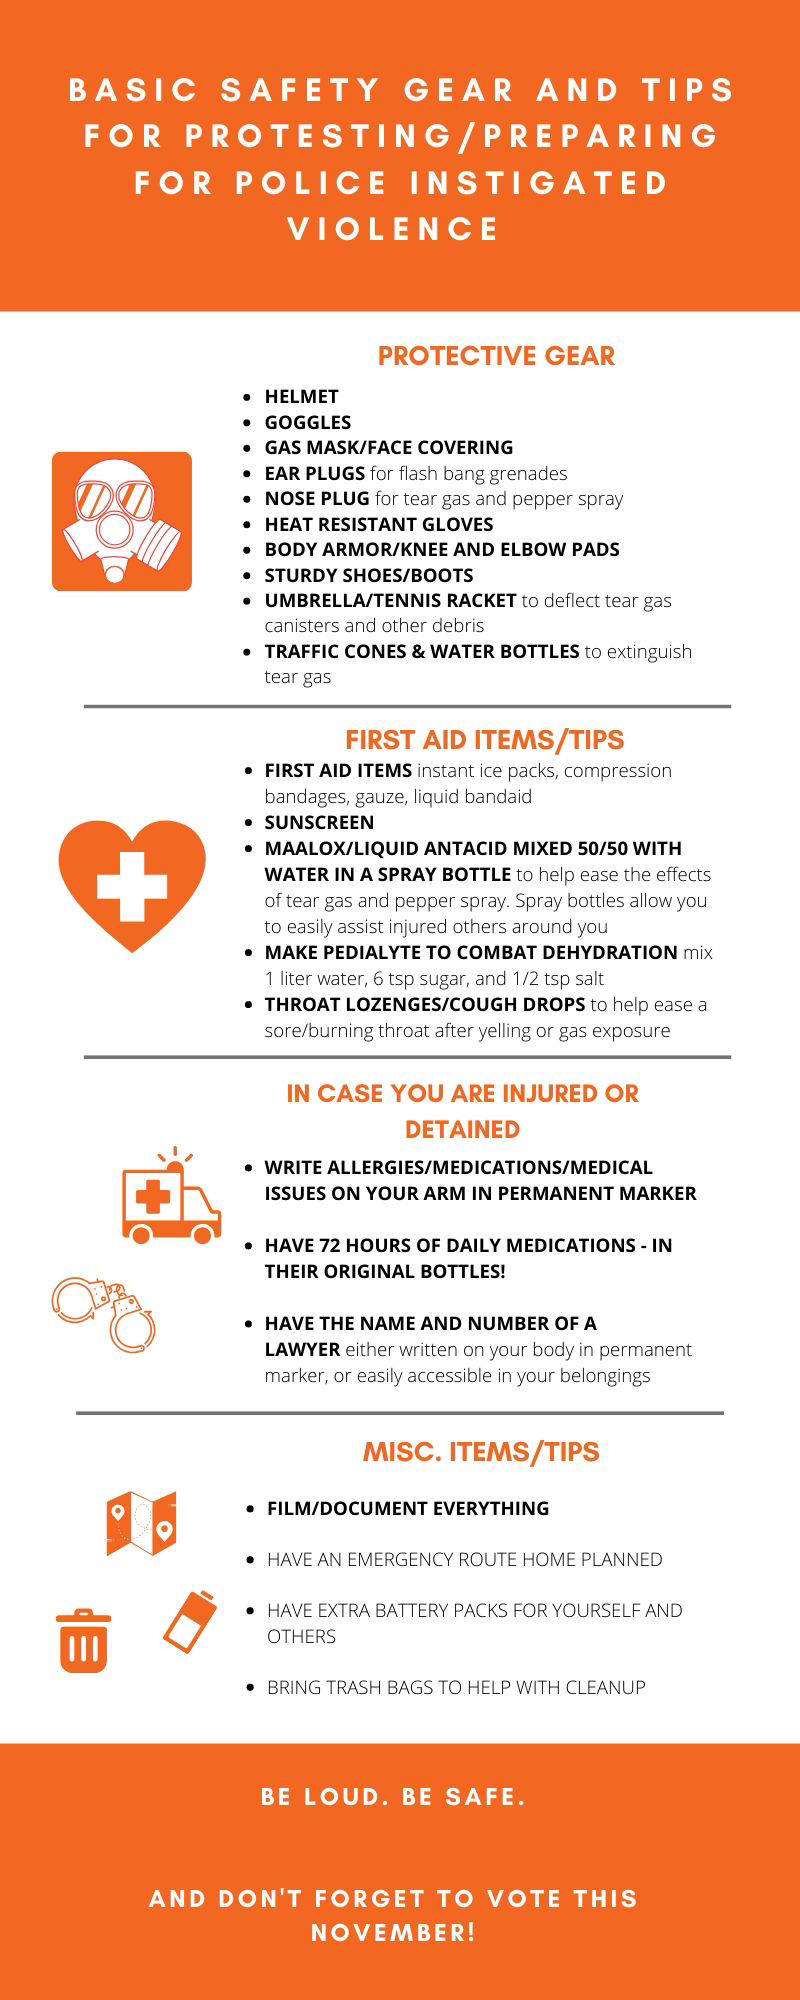 BASIC SAFETY GEAR AND TIPS
FOR PROTESTING/PREPARING
FOR POLICE INSTIGATED
VIOLENCE
PROTECTIVE GEAR
• HELMET
• GOGGLES
• GAS MASK/FACE COVERING
• EAR PLUGS for flash bang grenades
• NOSE PLUG for tear gas and pepper spray
• HEAT RESISTANT GLOVES
• BODY ARMOR/KNEE AND ELBOW PADS
• STURDY SHOES/BOOTS
• UMBRELLA/TENNIS RACKET to deflect tear gas
canisters and other debris
• TRAFFIC CONES & WATER BOTTLES to extinguish
tear gas
FIRST AID ITEMS/TIPS
• FIRST AID ITEMS instant ice packs, compression
bandages, gauze, liquid bandaid
• SUNSCREEN
• MAALOX/LIQUID ANTACID MIXED 50/50 WITH
WATER IN A SPRAY BOTTLE to help ease the effects
of tear gas and pepper spray. Spray bottles allow you
to easily assist injured others around you
• MAKE PEDIALYTE TO COMBAT DEHYDRATION mix
1 liter water, 6 tsp sugar, and 1/2 tsp salt
• THROAT LOZENGES/COUGH DROPS to help ease a
sore/burning throat after yelling or gas exposure
IN CASE YOU ARE INJURED OR
DETAINED
• WRITE ALLERGIES/MEDICATIONS/MEDICAL
ISSUES ON YOUR ARM IN PERMANENT MARKER
• HAVE 72 HOURS OF DAILY MEDICATIONS - IN
THEIR ORIGINAL BOTTLES!
• HAVE THE NAME AND NUMBER OF A
LAWYER either written on your body in permanent
marker, or easily accessible in your belongings
MISC. ITEMS/TIPS
• FILM/DOCUMENT EVERYTHING
• HAVE AN EMERGENCY ROUTE HOME PLANNED
• HAVE EXTRA BATTERY PACKS FOR YOURSELF AND
OTHERS
• BRING TRASH BAGS TO HELP WITH CLEANUP
BE LOUD. BE SAFE.
AND DON'T FORGET TO VOTE THIS
NOVEMBER!